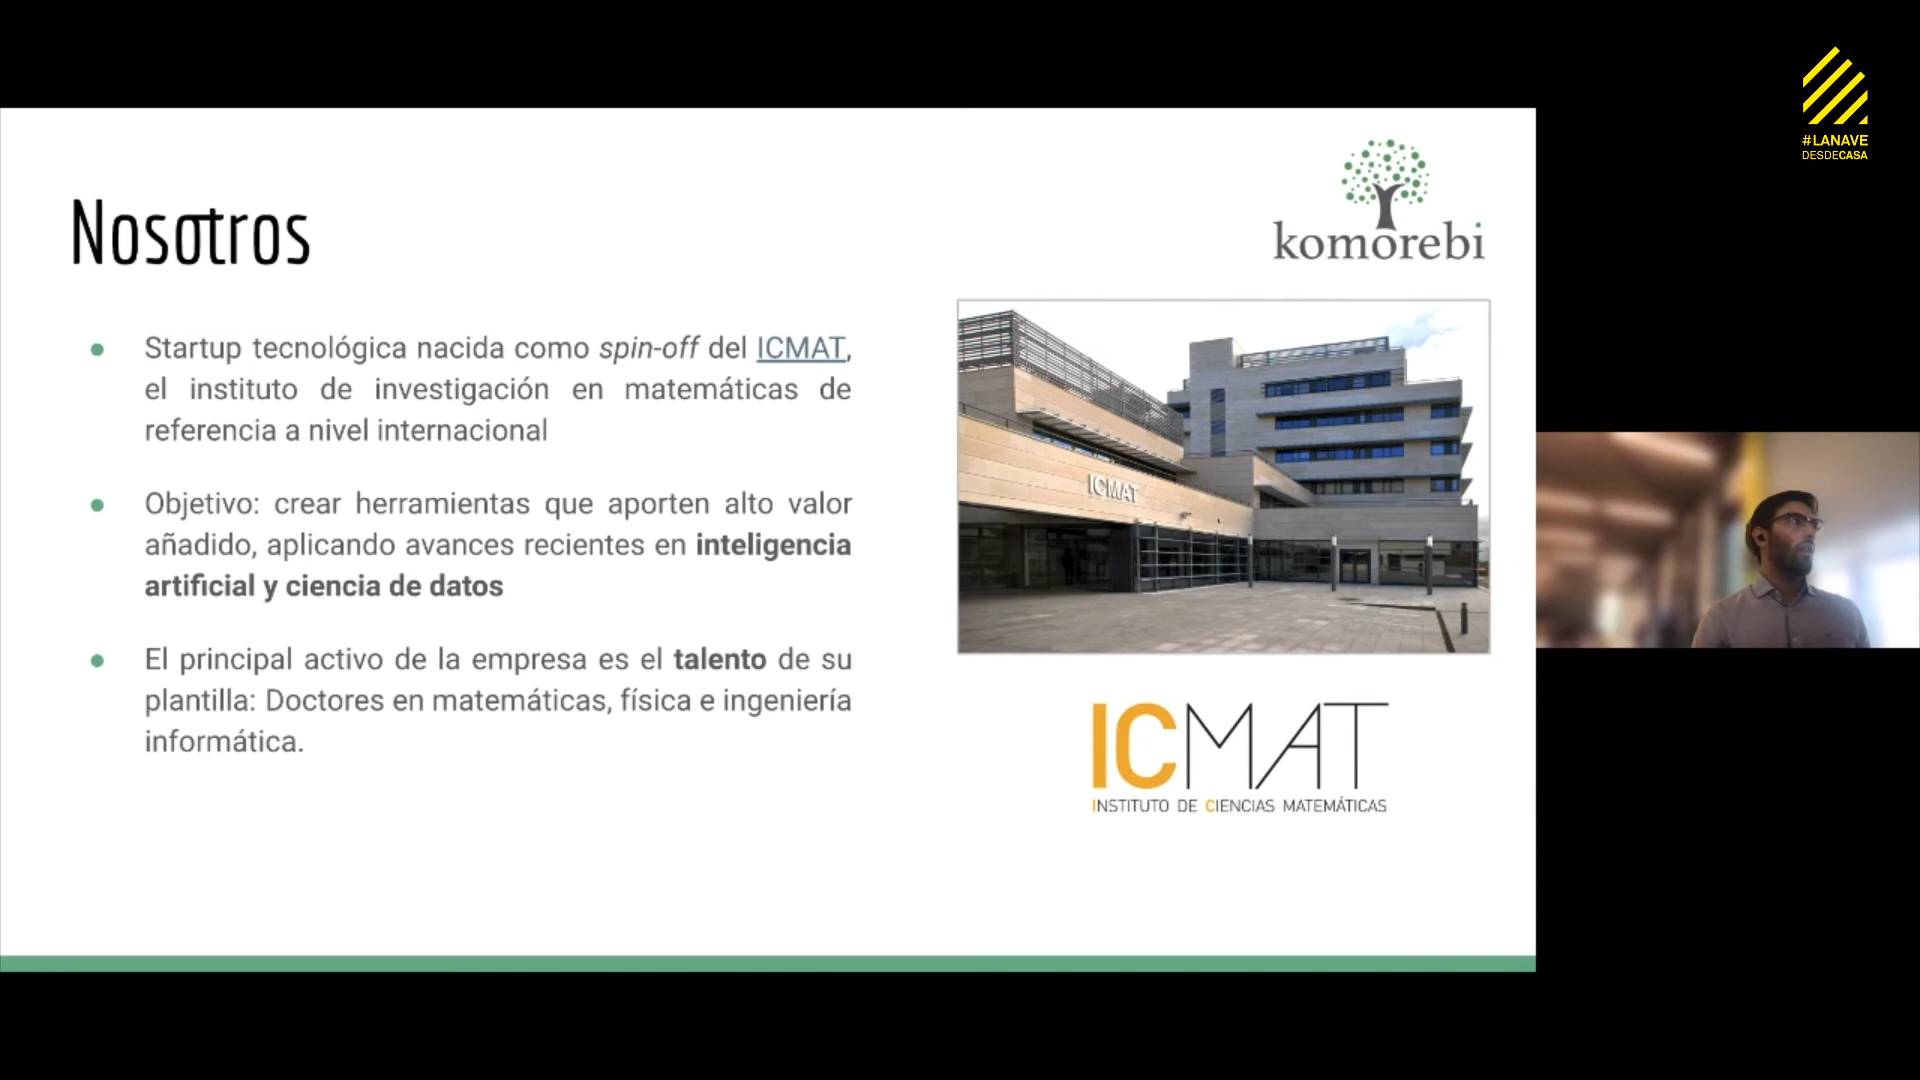 #LANAVE
DESDECASA
komorebi
Nosotros
Startup tecnológica nacida como spin-off del ICMAT,
el instituto de investigación en matemáticas de
referencia a nivel internacional
Objetivo: crear herramientas que aporten alto valor
añadido, aplicando avances recientes en inteligencia
artificial y ciencia de datos
El principal activo de la empresa es el talento de su
plantilla: Doctores en matemáticas, física e ingeniería
informática.
ICMAT
ICMAT
INSTITUTO DE CIENCIAS MATEMÁTICAS